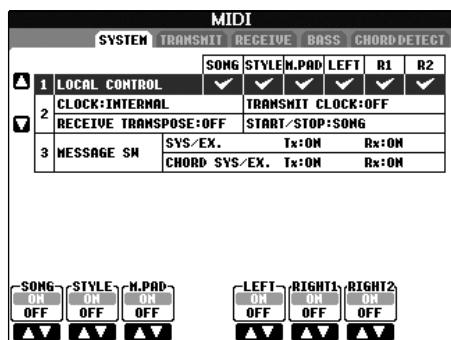 MIDI
SYSTEM TRANSMIT RECEIVE BASS CHORD DETECT
SONG STYLE M.PAD LEFT R1 R2
1 LOCAL CONTROL
2 CLOCK:INTERNAL TRANSMIT CLOCK:OFF
RECEIVE TRANSPOSE:OFF START/STOP:SONG
3 MESSAGE SW SYS/EX. Tx:ON Rx:ON
CHORD SYS/EX. Tx:ON Rx:ON
SONG STYLE M.PAD LEFT RIGHT1 RIGHT2
ON ON ON ON ON ON
OFF OFF OFF OFF OFF OFF